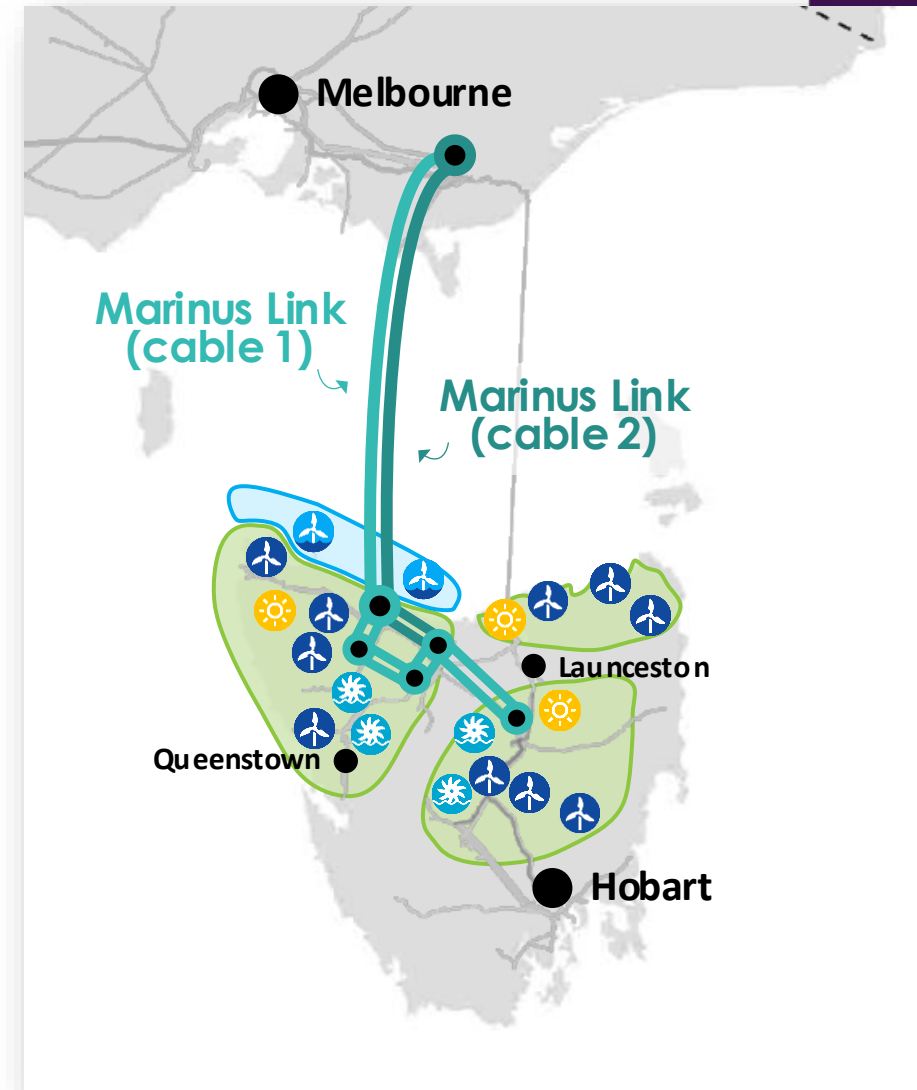 Melbourne
Marinus Link
(cable 1)
Marinus Link
(cable 2)
Launceston
Queenstown
Hobart